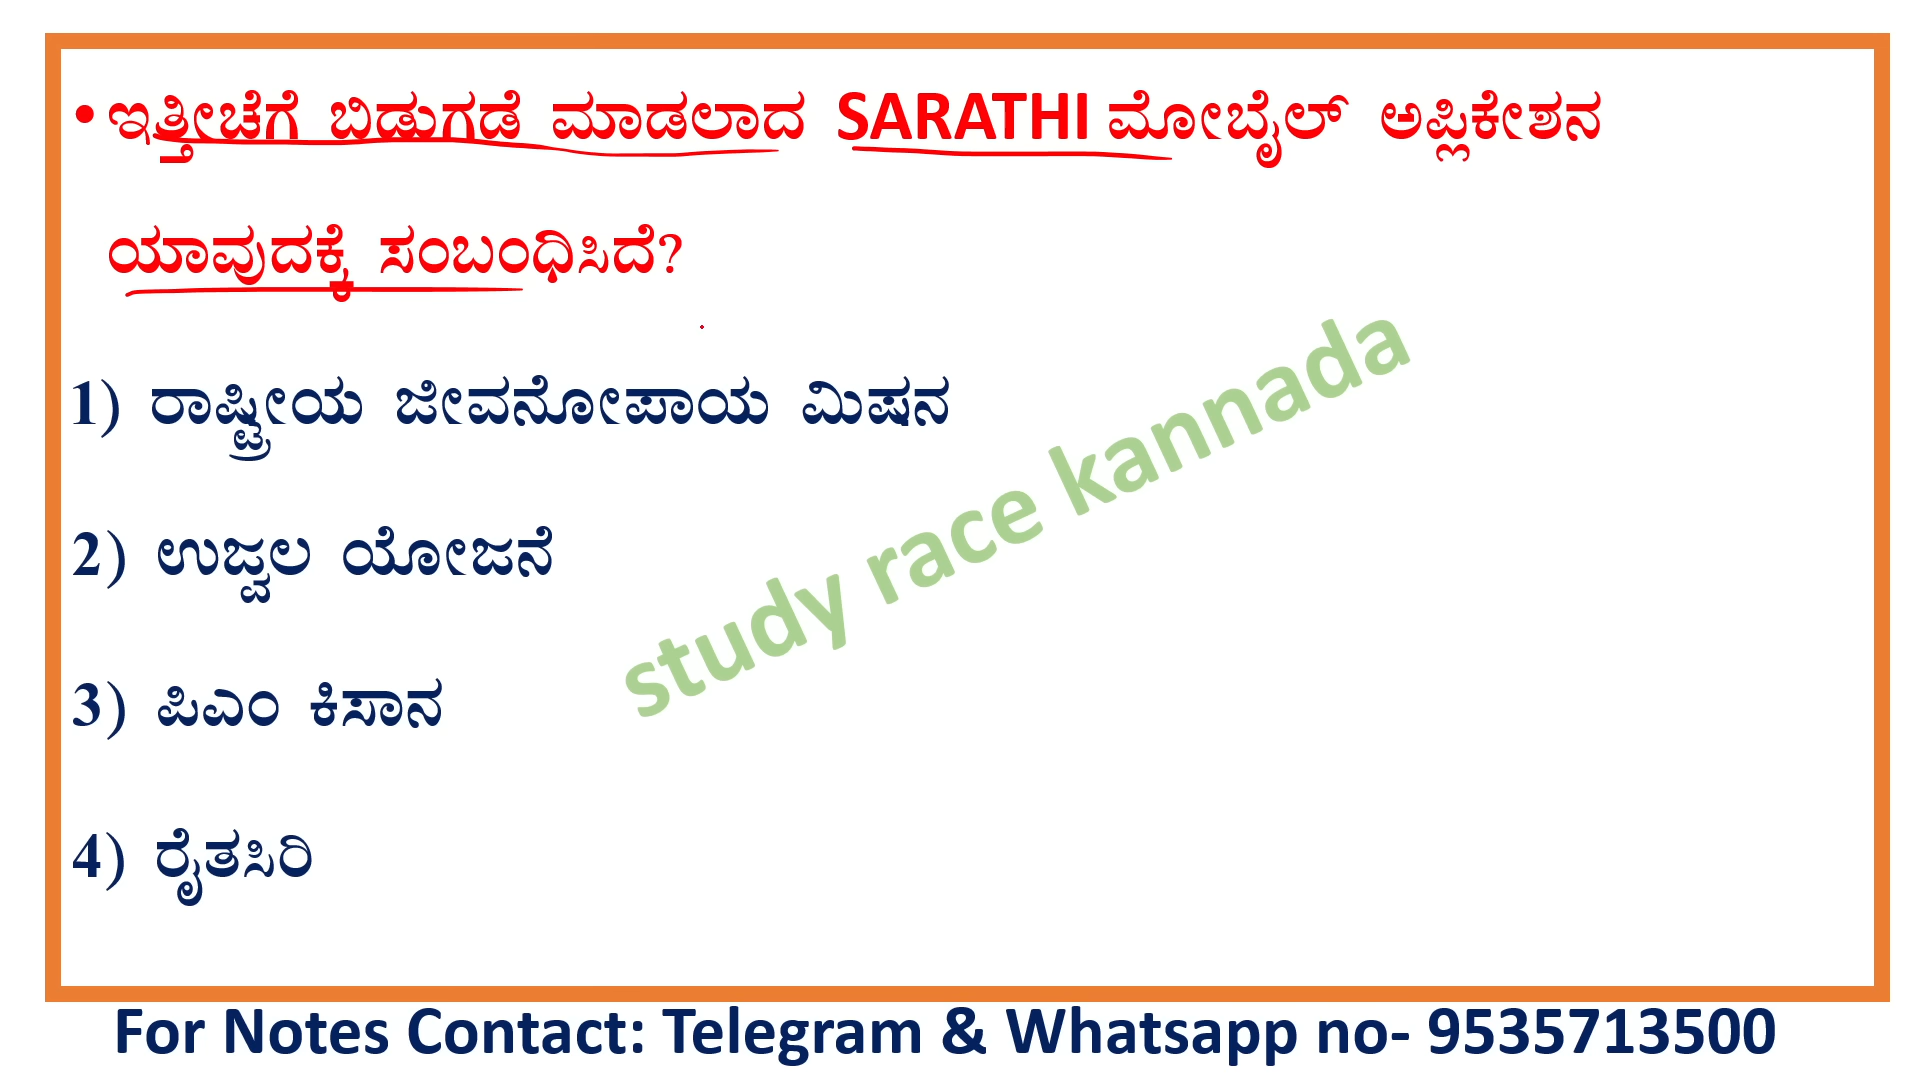 • ಇತ್ತೀಚೆಗೆ ಬಿಡುಗಡೆ ಮಾಡಲಾದ SARATHI ಮೋಬೈಲ್ ಅಪ್ಲಿಕೇಶನ
ಯಾವುದಕ್ಕೆ ಸಂಬಂಧಿಸಿದೆ?
1) ರಾಷ್ಟ್ರೀಯ ಜೀವನೋಪಾಯ ಮಿಷನ
2) ಉಜ್ವಲ ಯೋಜನೆ
3) ಪಿಎಂ ಕಿಸಾನ
4) ರೈತಸಿರಿ
study race kannada
For Notes Contact: Telegram & Whatsapp no- 9535713500